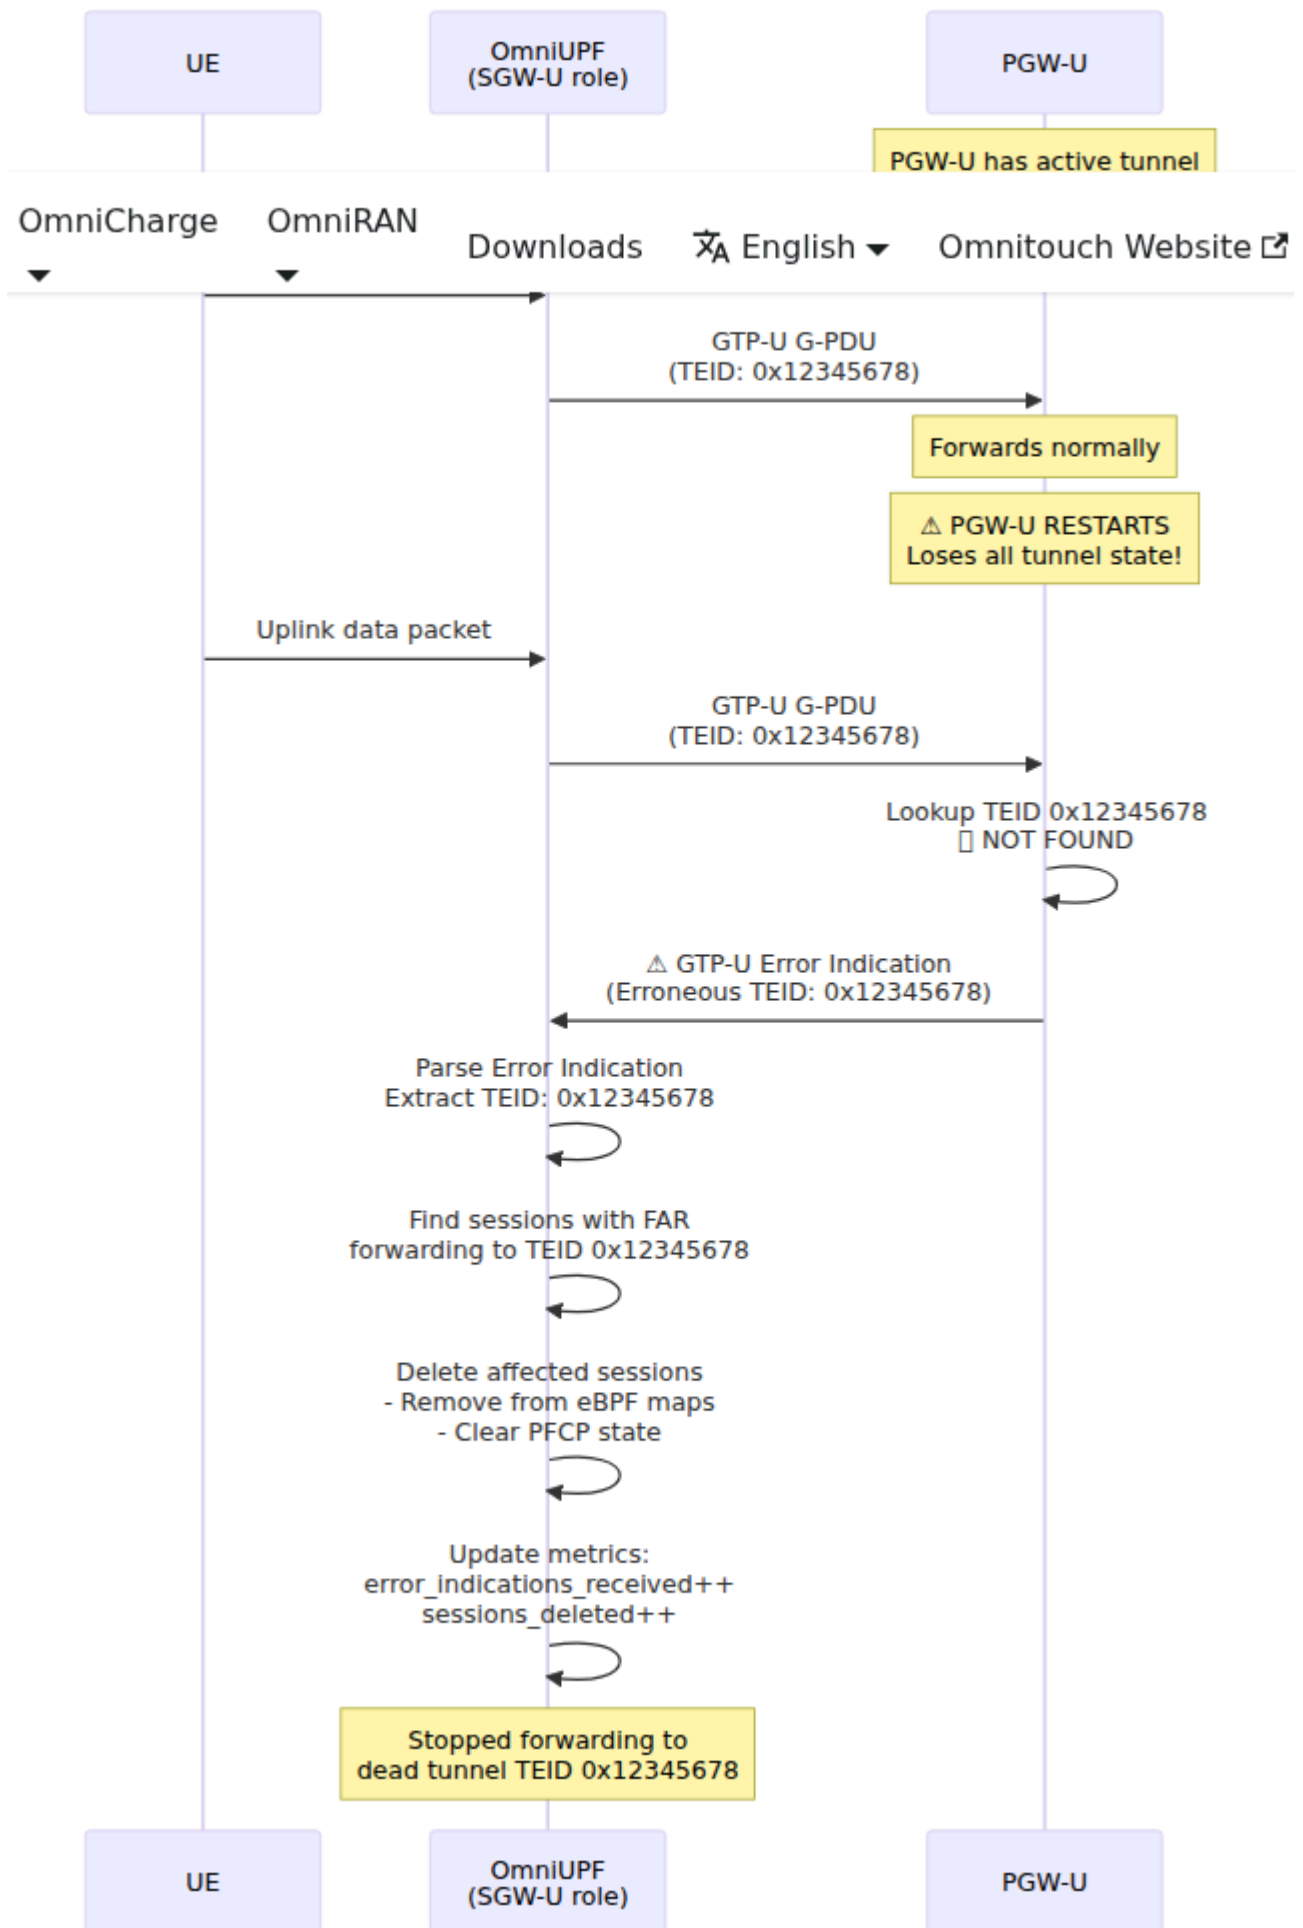 UE
OmniUPF
(SGW-U role)
PGW-U
PGW-U has active tunnel
OmniCharge
OmniRAN
Downloads
English
Omnitouch Website
GTP-U G-PDU
(TEID: 0x12345678)
Forwards normally
⚠ PGW-U RESTARTS
Loses all tunnel state!
Uplink data packet
GTP-U G-PDU
(TEID: 0x12345678)
Lookup TEID 0x12345678
NOT FOUND
⚠ GTP-U Error Indication
(Erroneous TEID: 0x12345678)
Parse Error Indication
Extract TEID: 0x12345678
Find sessions with FAR
forwarding to TEID 0x12345678
Delete affected sessions
- Remove from eBPF maps
- Clear PFCP state
Update metrics:
error_indications_received++
sessions_deleted++
Stopped forwarding to
dead tunnel TEID 0x12345678
UE
OmniUPF
(SGW-U role)
PGW-U